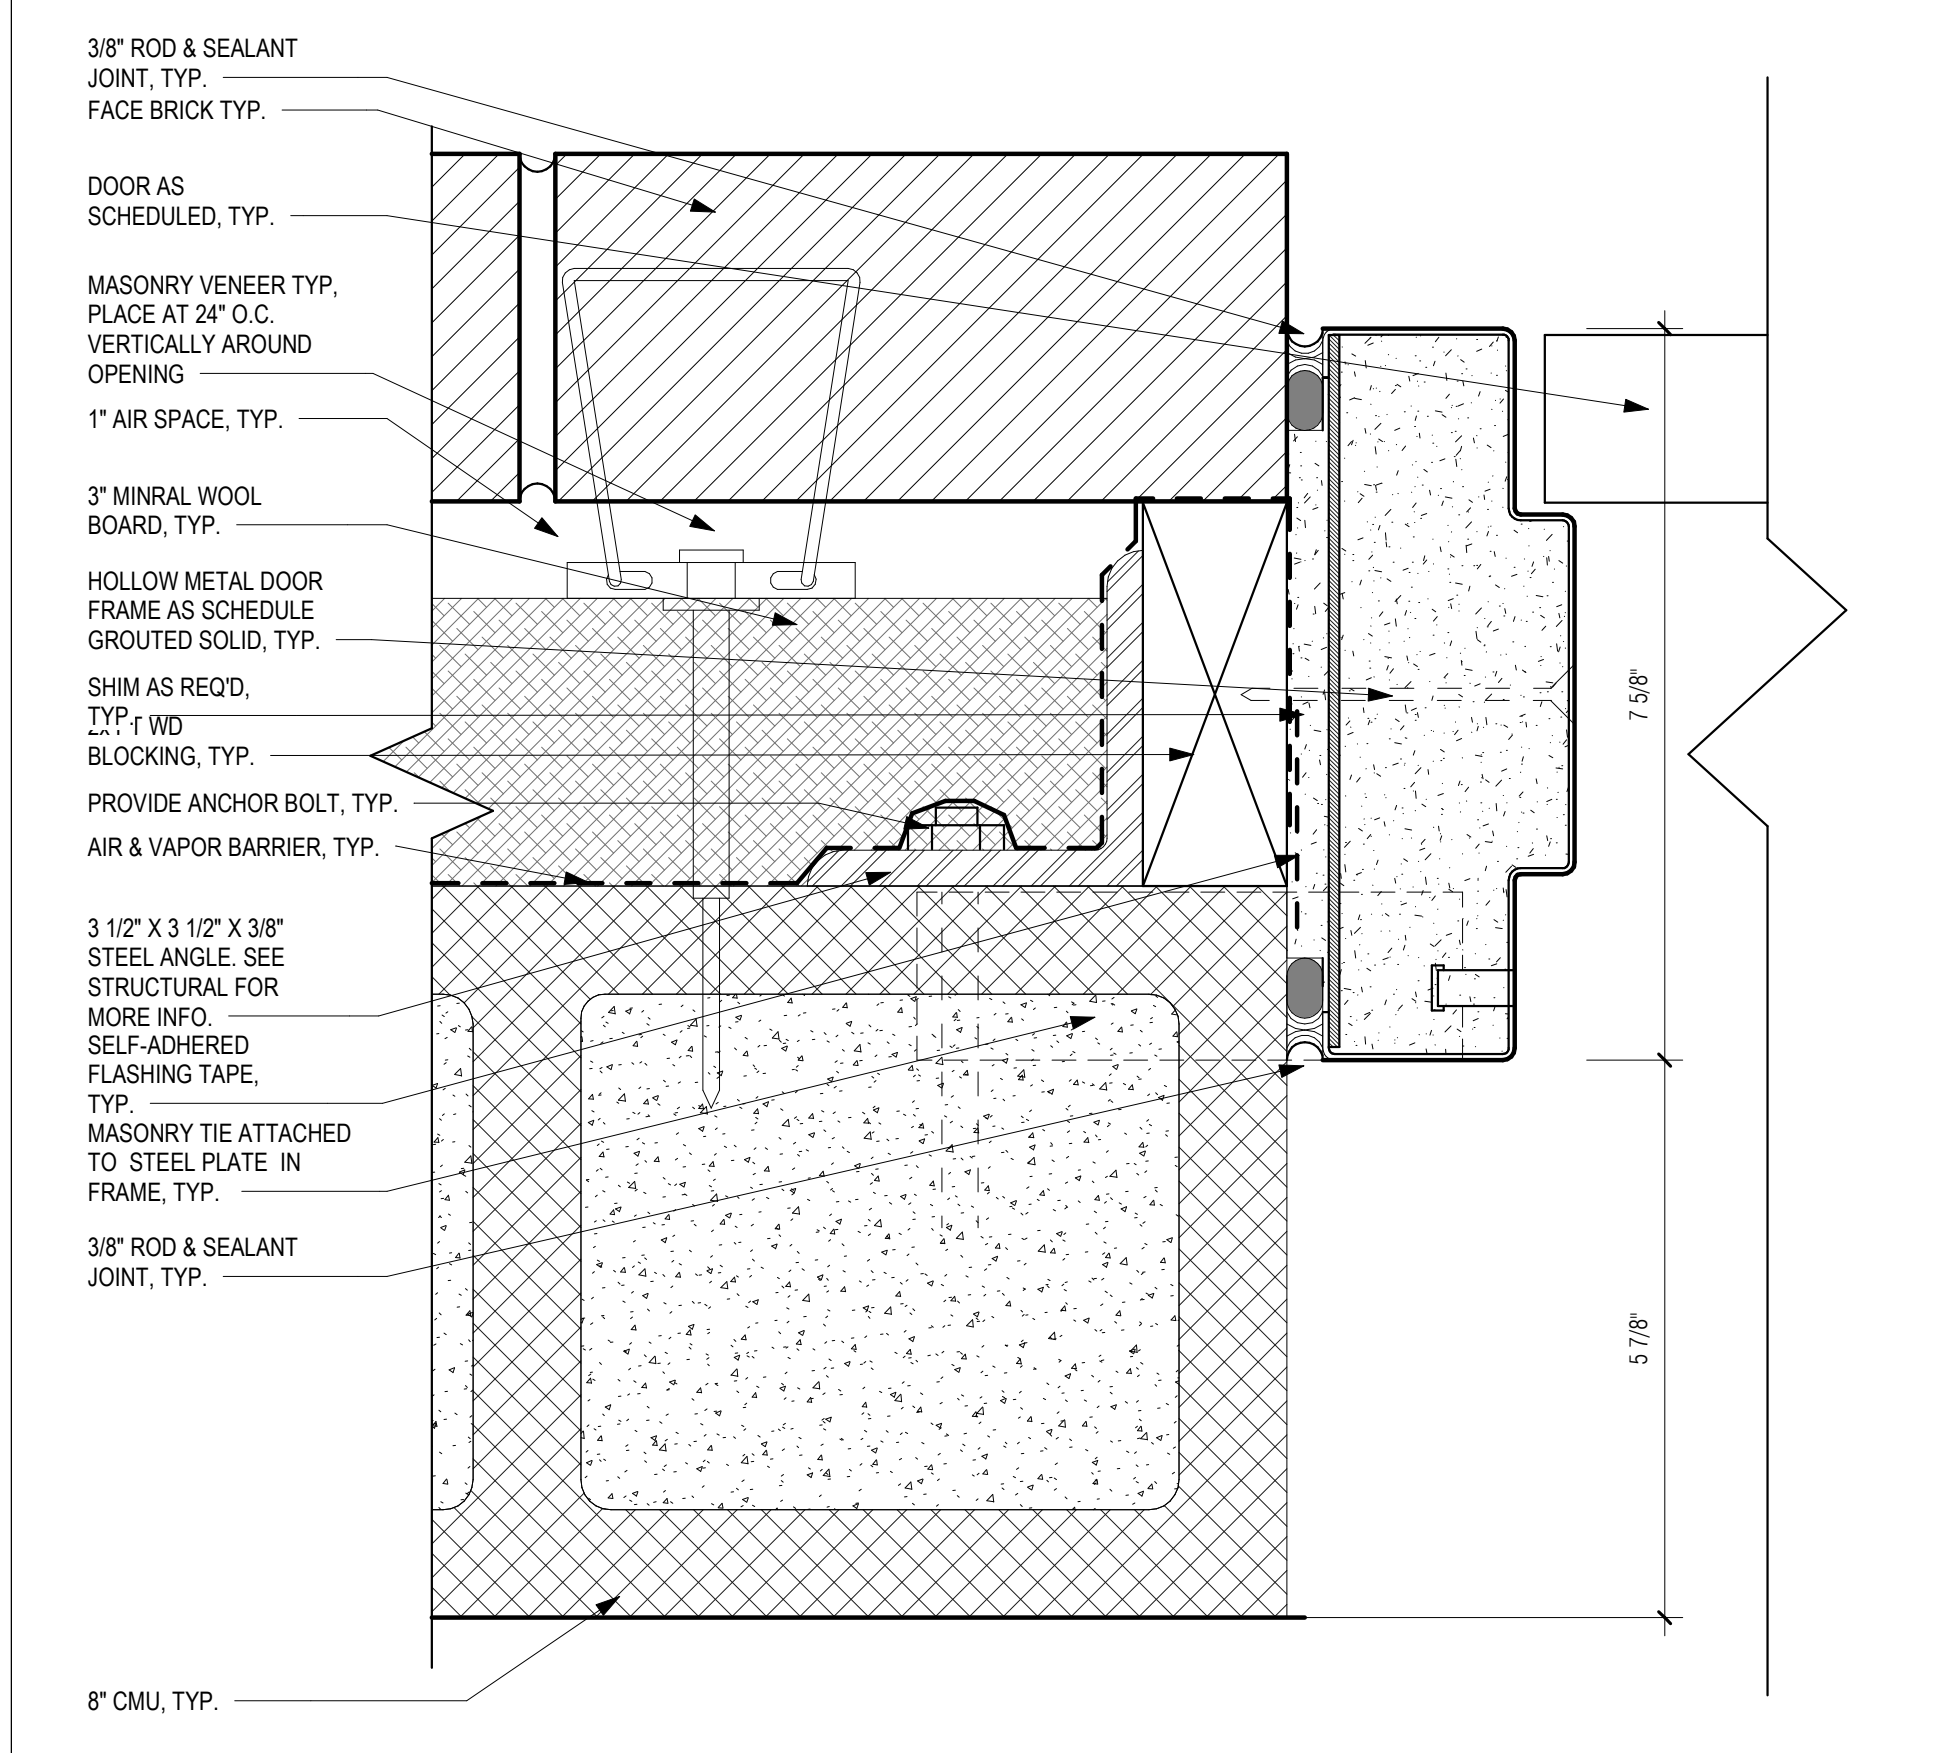 3/8" ROD & SEALANT
JOINT, TYP.
FACE BRICK TYP.
DOOR AS
SCHEDULED, TYP.
MASONRY VENEER TYP,
PLACE AT 24" O.C.
VERTICALLY AROUND
OPENING
1" AIR SPACE, TYP.
3" MINRAL WOOL
BOARD, TYP.
HOLLOW METAL DOOR
FRAME AS SCHEDULE
GROUTED SOLID, TYP.
SHIM AS REQ'D,
TYP.
WD
BLOCKING, TYP.
PROVIDE ANCHOR BOLT, TYP.
AIR & VAPOR BARRIER, TYP.
3 1/2" X 3 1/2" X 3/8"
STEEL ANGLE. SEE
STRUCTURAL FOR
MORE INFO.
SELF-ADHERED
FLASHING TAPE,
TYP.
MASONRY TIE ATTACHED
TO STEEL PLATE IN
FRAME, TYP.
3/8" ROD & SEALANT
JOINT, TYP.
8" CMU, TYP.
7 5/8"
5 7/8"